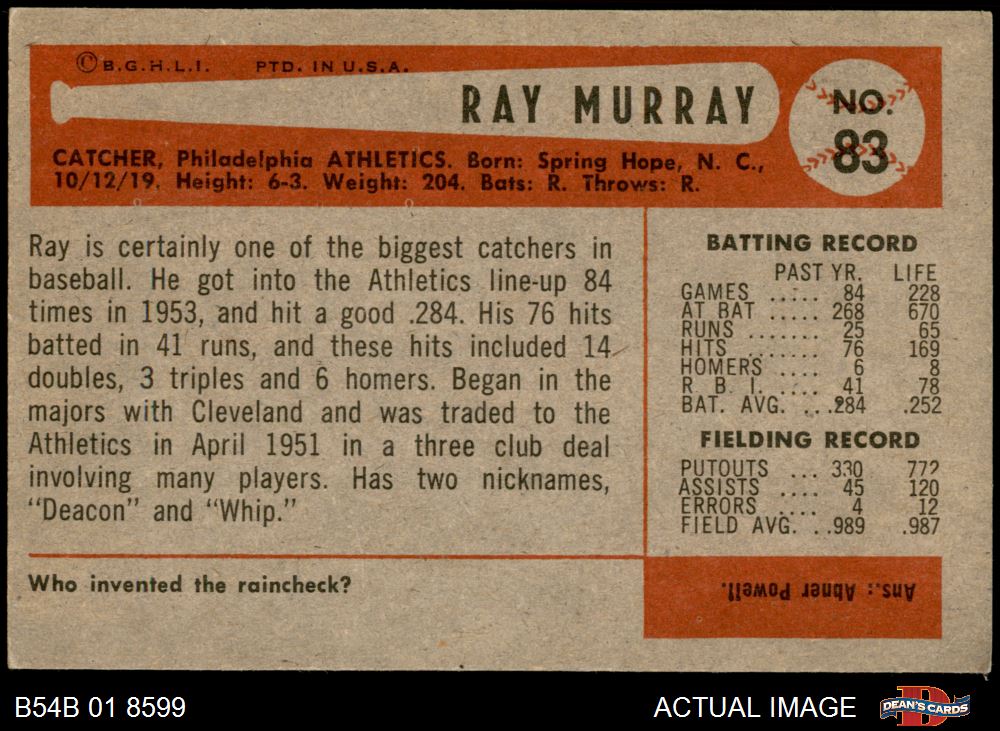 ©B.G.H.L.I. PTD. IN U.S.A.
RAY MURRAY
NO.
83
CATCHER, Philadelphia ATHLETICS. Born: Spring Hope, N. C.,
10/12/19. Height: 6-3. Weight: 204. Bats: R. Throws: R.
Ray is certainly one of the biggest catchers in
baseball. He got into the Athletics line-up 84
times in 1953, and hit a good .284. His 76 hits
batted in 41 runs, and these hits included 14
doubles, 3 triples and 6 homers. Began in the
majors with Cleveland and was traded to the
Athletics in April 1951 in a three club deal
involving many players. Has two nicknames,
"Deacon" and "Whip."
BATTING RECORD
PAST YR. LIFE
GAMES ..... 84 228
AT BAT ..... 268 670
RUNS ....... 25 65
HITS ........ 76 169
HOMERS .... 6 8
R. B. I. .... 41 78
BAT. AVG. ...284 .252
FIELDING RECORD
PUTOUTS ... 330 772
ASSISTS .... 45 120
ERRORS .... 4 12
FIELD AVG. ..989 .987
Who invented the raincheck?
Ans.: Abner Powell.
B54B 01 8599
ACTUAL IMAGE
D
DEAN'S CARDS